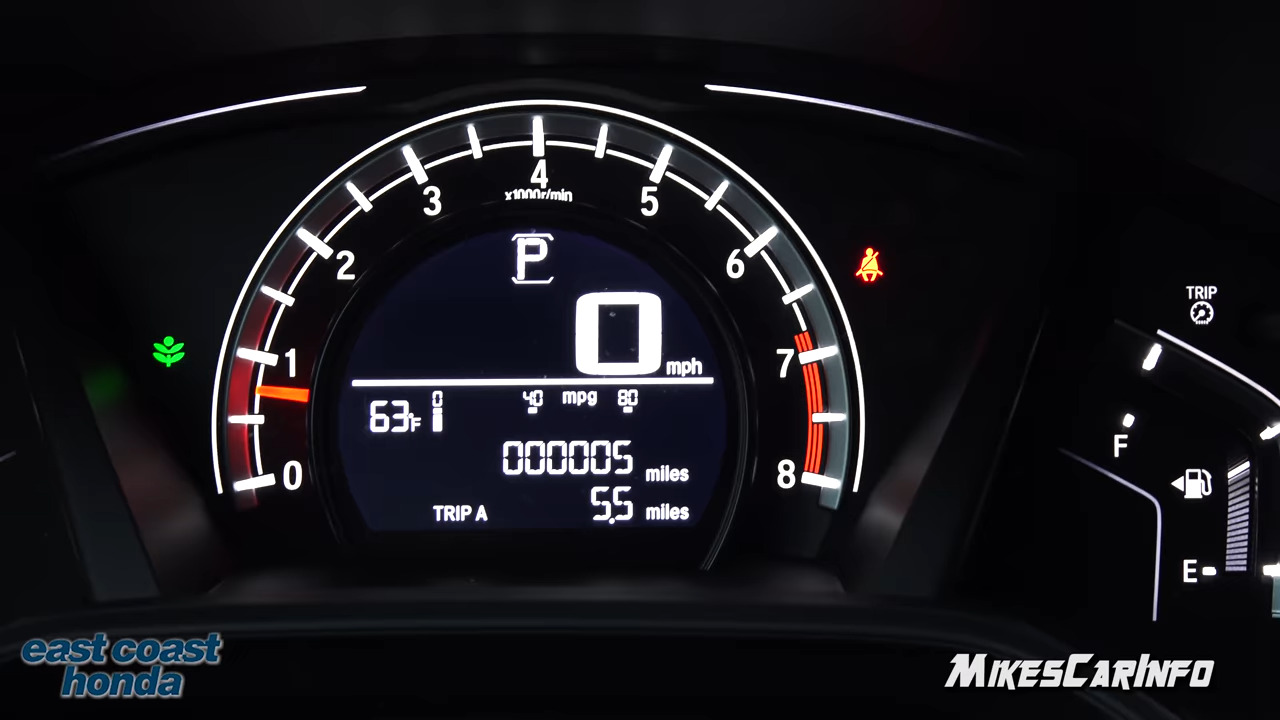 4
x1000r/min
3
5
2
6
1
7
0
8
P
0 mph
63°F
0 40 mpg 80
000005 miles
TRIP A 5.5 miles
TRIP
F
E
east coast
honda
MIKESCARINFO